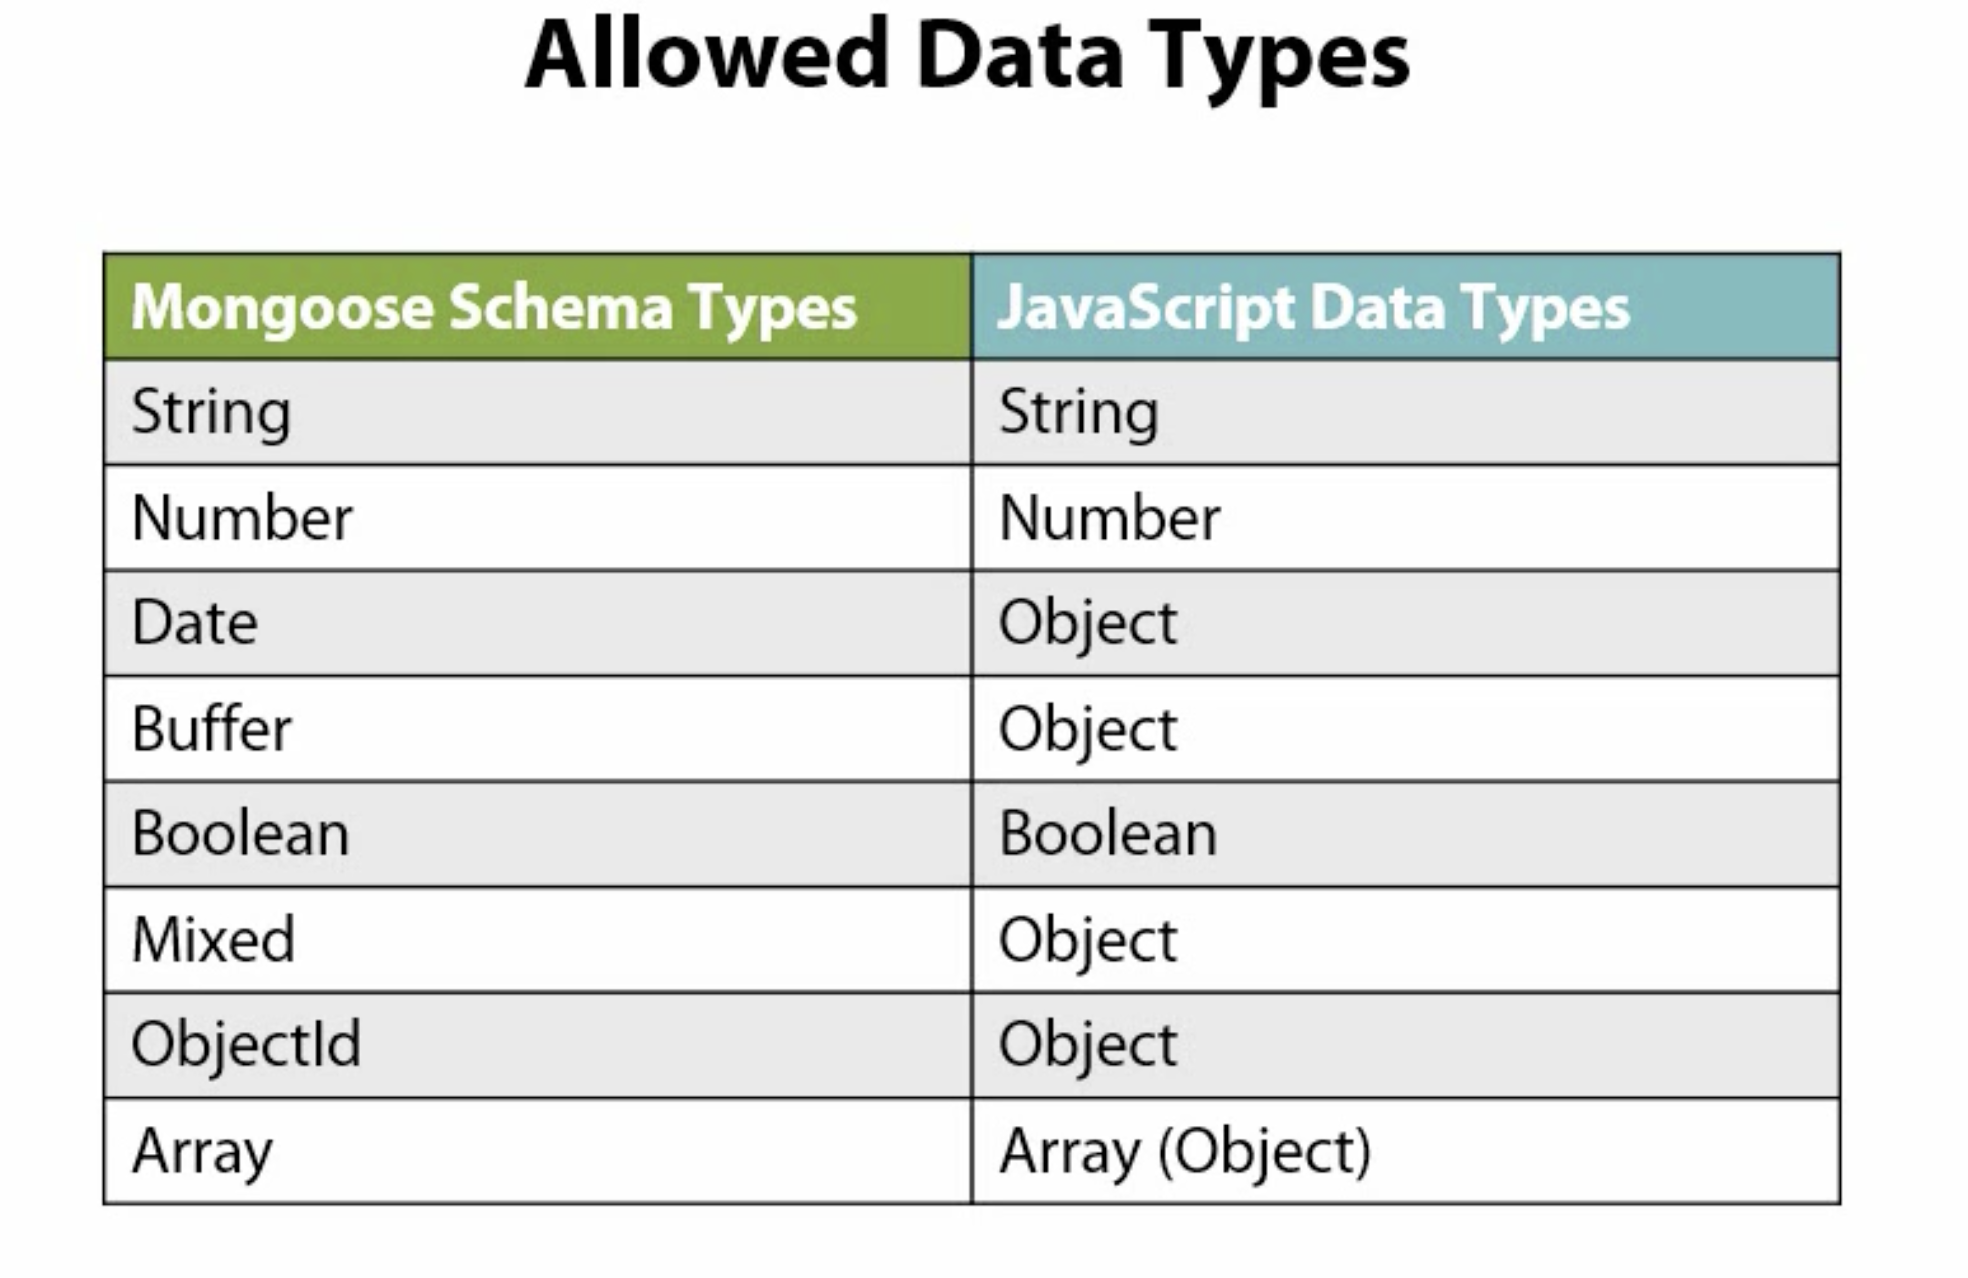 Allowed Data Types
Mongoose Schema Types JavaScript Data Types
String String
Number Number
Date Object
Buffer Object
Boolean Boolean
Mixed Object
ObjectId Object
Array Array (Object)